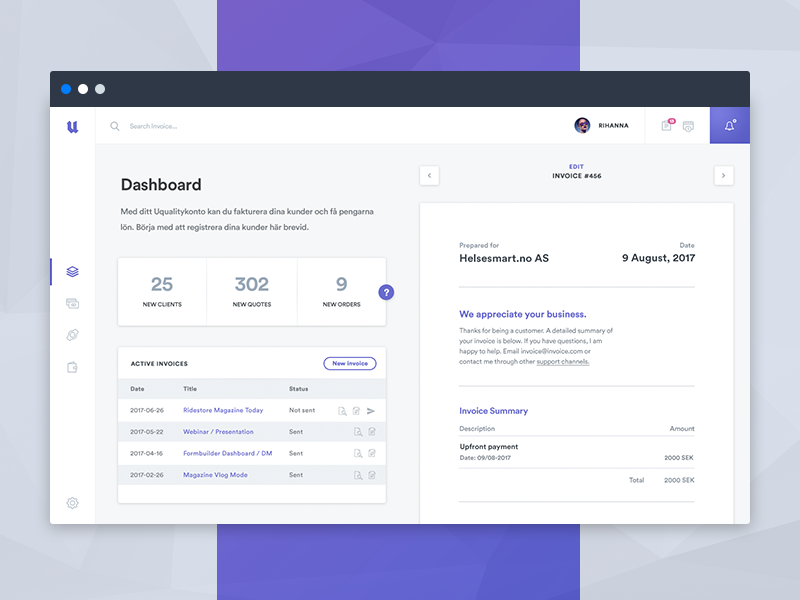 u
Search Invoice...
RIHANNA
Dashboard
Med ditt Uqualitykonto kan du fakturera dina kunder och få pengarna
lön. Börja med att registrera dina kunder här brevid.
25
302
9
NEW CLIENTS
NEW QUOTES
NEW ORDERS
?
ACTIVE INVOICES
New invoice
Date Title Status
2017-06-26 Ridestore Magazine Today Not sent
2017-05-22 Webinar / Presentation Sent
2017-04-16 Formbuilder Dashboard / DM Sent
2017-02-26 Magazine Vlog Mode Sent
EDIT
INVOICE #456
Prepared for Date
Helsesmart.no AS 9 August, 2017
We appreciate your business.
Thanks for being a customer. A detailed summary of
your invoice is below. If you have questions, I am
happy to help. Email invoice@invoice.com or
contact me through other support channels.
Invoice Summary
Description Amount
Upfront payment
Date: 09/08-2017 2000 SEK
Total 2000 SEK